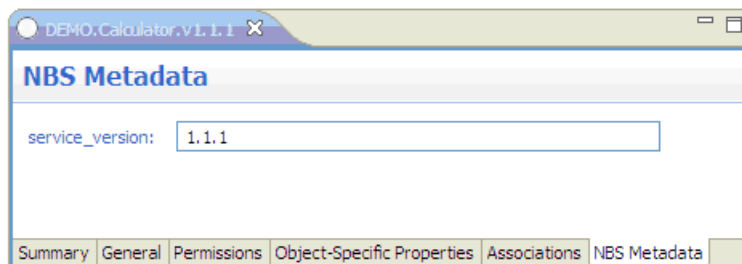 DEMO.Calculator.v1.1.1
NBS Metadata
service_version: 1.1.1
Summary General Permissions Object-Specific Properties Associations NBS Metadata